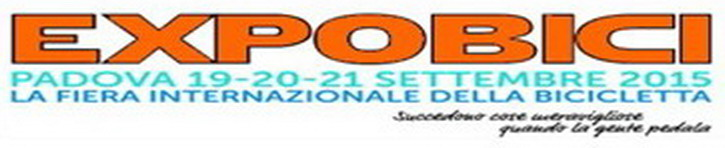 EXPOBICI
PADOVA 19-20-21 SETTEMBRE 2015
LA FIERA INTERNAZIONALE DELLA BICICLETTA
Succedono cose meravigliose
quando la gente pedala